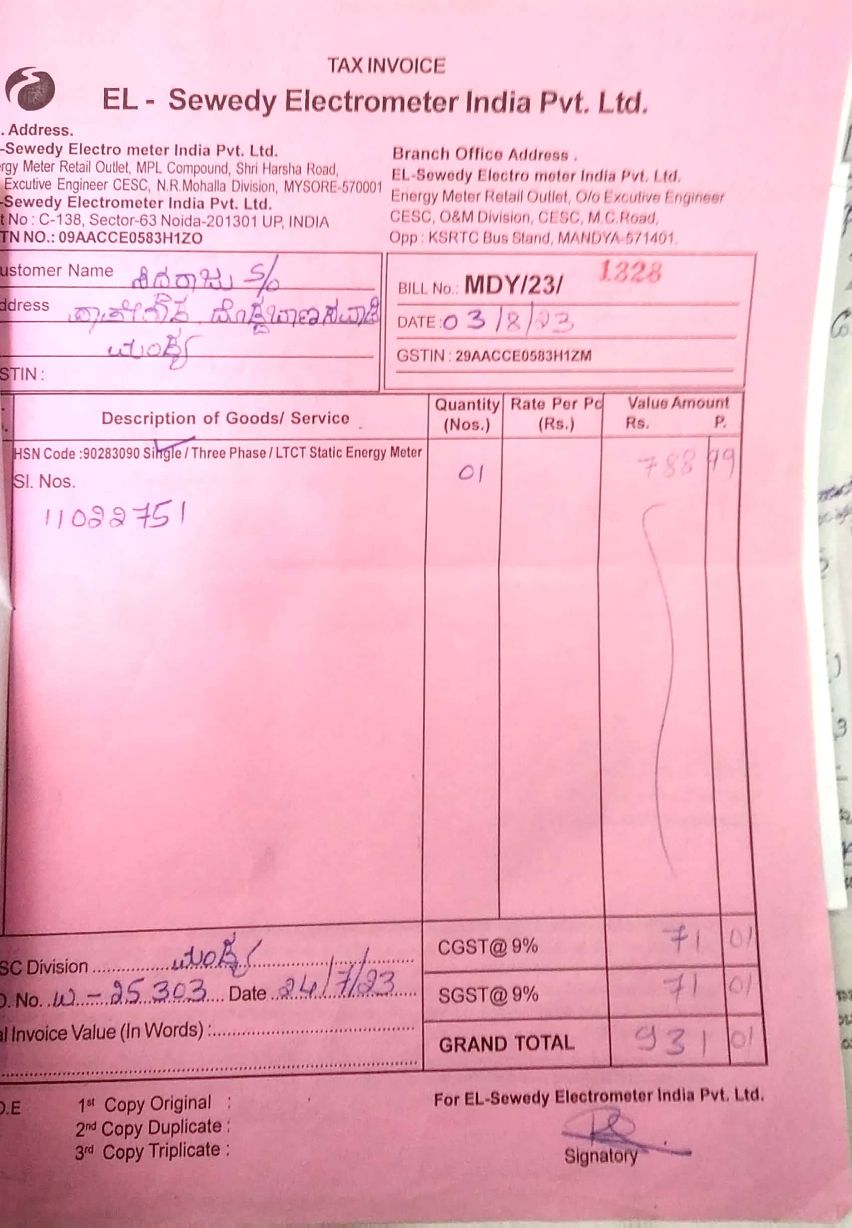 TAX INVOICE
EL - Sewedy Electrometer India Pvt. Ltd.
. Address.
-Sewedy Electro meter India Pvt. Ltd.
rgy Meter Retail Outlet, MPL Compound, Shri Harsha Road,
Excutive Engineer CESC, N.R.Mohalla Division, MYSORE-570001
-Sewedy Electrometer India Pvt. Ltd.
t No : C-138, Sector-63 Noida-201301 UP, INDIA
TN NO.: 09AACCE0583H1ZO
Branch Office Address .
EL-Sewedy Electro meter India Pvt. Ltd.
Energy Meter Retail Outlet, O/o Excutive Engineer
CESC, O&M Division, CESC, M.C.Road,
Opp : KSRTC Bus Stand, MANDYA-571401.
ustomer Name S/o
ddress
ಮಂಡ್ಯ
STIN :
BILL No.: MDY/23/ 1328
DATE : 03/8/23
GSTIN : 29AACCE0583H1ZM
Description of Goods/ Service Quantity (Nos.) Rate Per Pc (Rs.) Value Amount Rs. P.
HSN Code :90283090 Single / Three Phase / LTCT Static Energy Meter 01 788 99
Sl. Nos.
11022751
SC Division ಮಂಡ್ಯ
O. No. ಬಿ-25303 Date 24/7/23
al Invoice Value (In Words) :
CGST@ 9% 71 01
SGST@ 9% 71 01
GRAND TOTAL 931 01
O.E 1st Copy Original :
2nd Copy Duplicate :
3rd Copy Triplicate :
For EL-Sewedy Electrometer India Pvt. Ltd.
Signatory